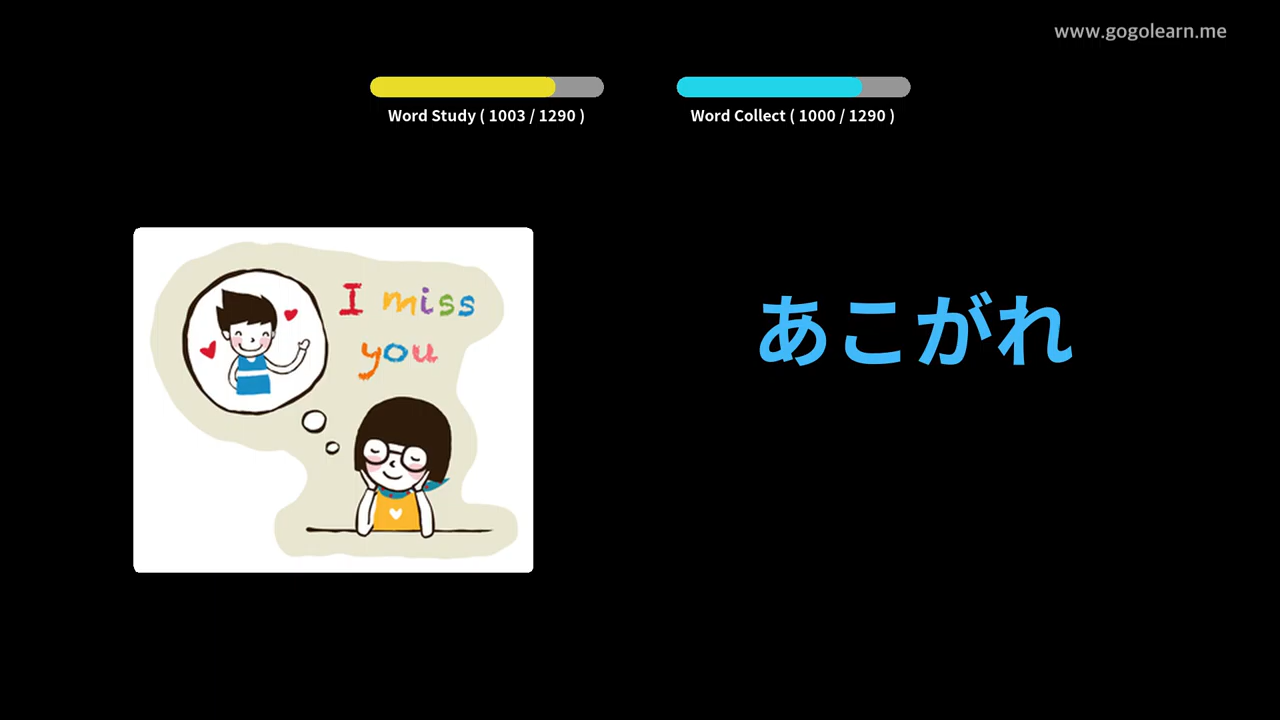 www.gogolearn.me
Word Study ( 1003 / 1290 )
Word Collect ( 1000 / 1290 )
I miss
you
あこがれ